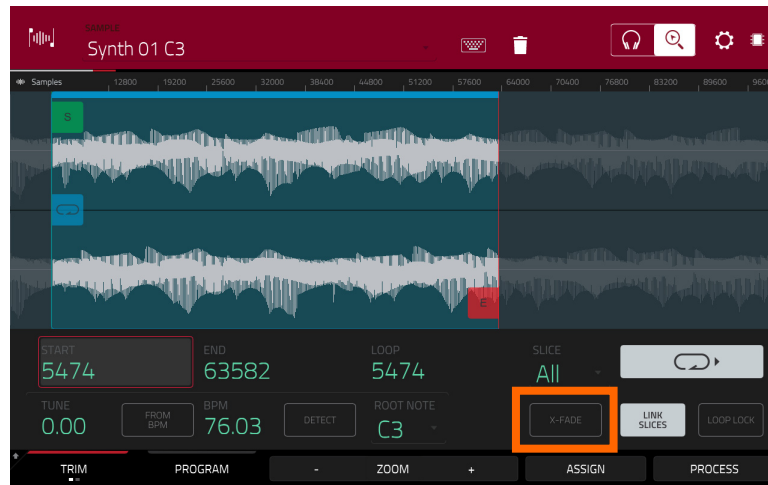 SAMPLE
Synth 01 C3
Samples 12800 19200 25600 32000 38400 44800 51200 57600 64000 70400 76800 83200 89600 9600
S
E
START END LOOP SLICE
5474 63582 5474 All
TUNE BPM ROOT NOTE
0.00 FROM BPM 76.03 DETECT C3 X-FADE LINK SLICES LOOP LOCK
TRIM PROGRAM - ZOOM + ASSIGN PROCESS